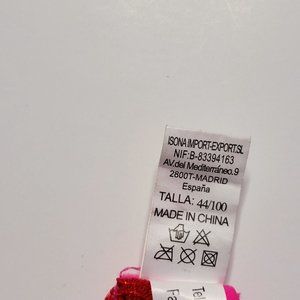 ISONA IMPORT-EXPORT.SL
NIF:B-83394163
AV.del Mediterráneo.9
2800T-MADRID
España
TALLA: 44/100
MADE IN CHINA